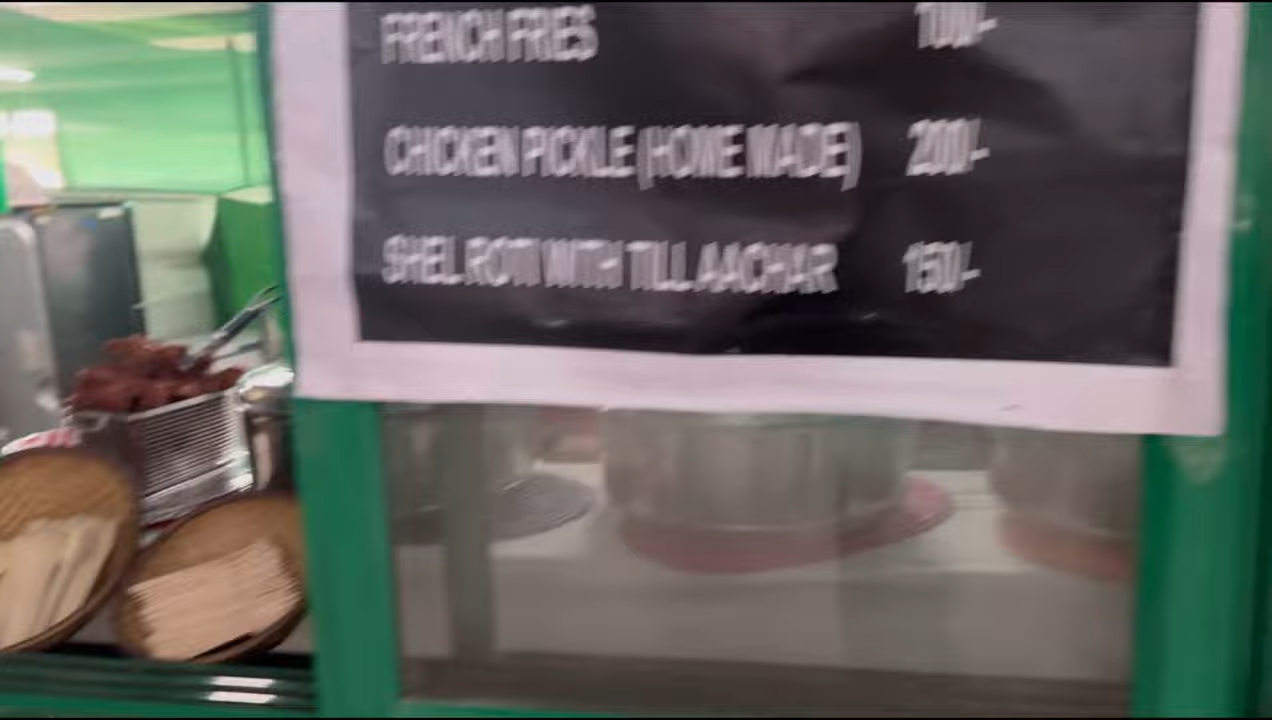 FRENCH FRIES 100/-
CHICKEN PICKLE (HOME MADE) 200/-
SHEL ROTI WITH TILL AACHAR 150/-